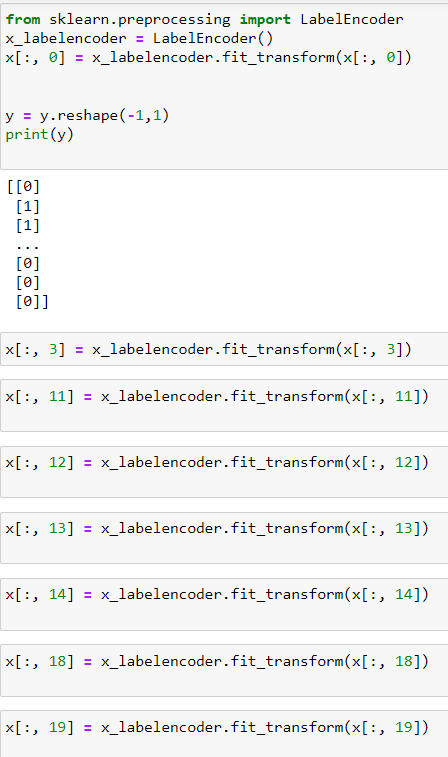 from sklearn.preprocessing import LabelEncoder
x_labelencoder = LabelEncoder()
x[:, 0] = x_labelencoder.fit_transform(x[:, 0])
y = y.reshape(-1,1)
print(y)
[[0]
[1]
[1]
...
[0]
[0]
[0]]
x[:, 3] = x_labelencoder.fit_transform(x[:, 3])
x[:, 11] = x_labelencoder.fit_transform(x[:, 11])
x[:, 12] = x_labelencoder.fit_transform(x[:, 12])
x[:, 13] = x_labelencoder.fit_transform(x[:, 13])
x[:, 14] = x_labelencoder.fit_transform(x[:, 14])
x[:, 18] = x_labelencoder.fit_transform(x[:, 18])
x[:, 19] = x_labelencoder.fit_transform(x[:, 19])